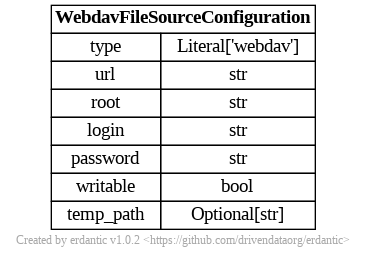 WebdavFileSourceConfiguration
type Literal['webdav']
url str
root str
login str
password str
writable bool
temp_path Optional[str]
Created by erdantic v1.0.2 <https://github.com/drivendataorg/erdantic>